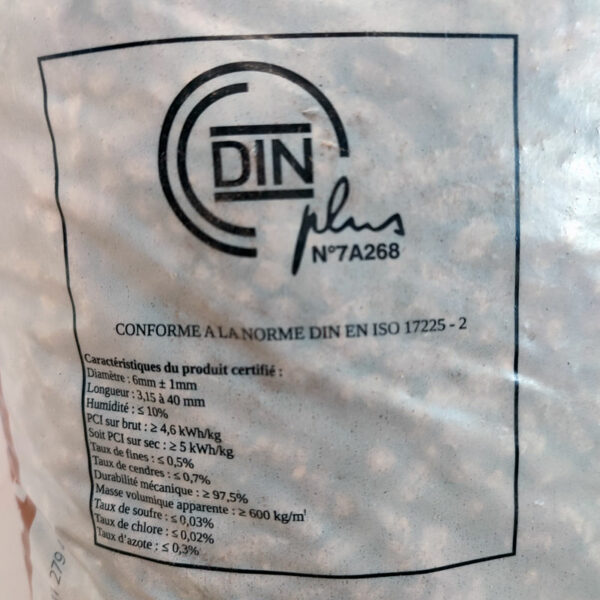 DIN
plus
N°7A268
CONFORME A LA NORME DIN EN ISO 17225 - 2
Caractéristiques du produit certifié :
Diamètre : 6mm ± 1mm
Longueur : 3,15 à 40 mm
Humidité : ≤ 10%
PCI sur brut : ≥ 4,6 kWh/kg
Soit PCI sur sec : ≥ 5 kWh/kg
Taux de fines : ≤ 0,5%
Taux de cendres : ≤ 0,7%
Durabilité mécanique : ≥ 97,5%
Masse volumique apparente : ≥ 600 kg/m³
Taux de soufre : ≤ 0,03%
Taux de chlore : ≤ 0,02%
Taux d'azote : ≤ 0,3%
279